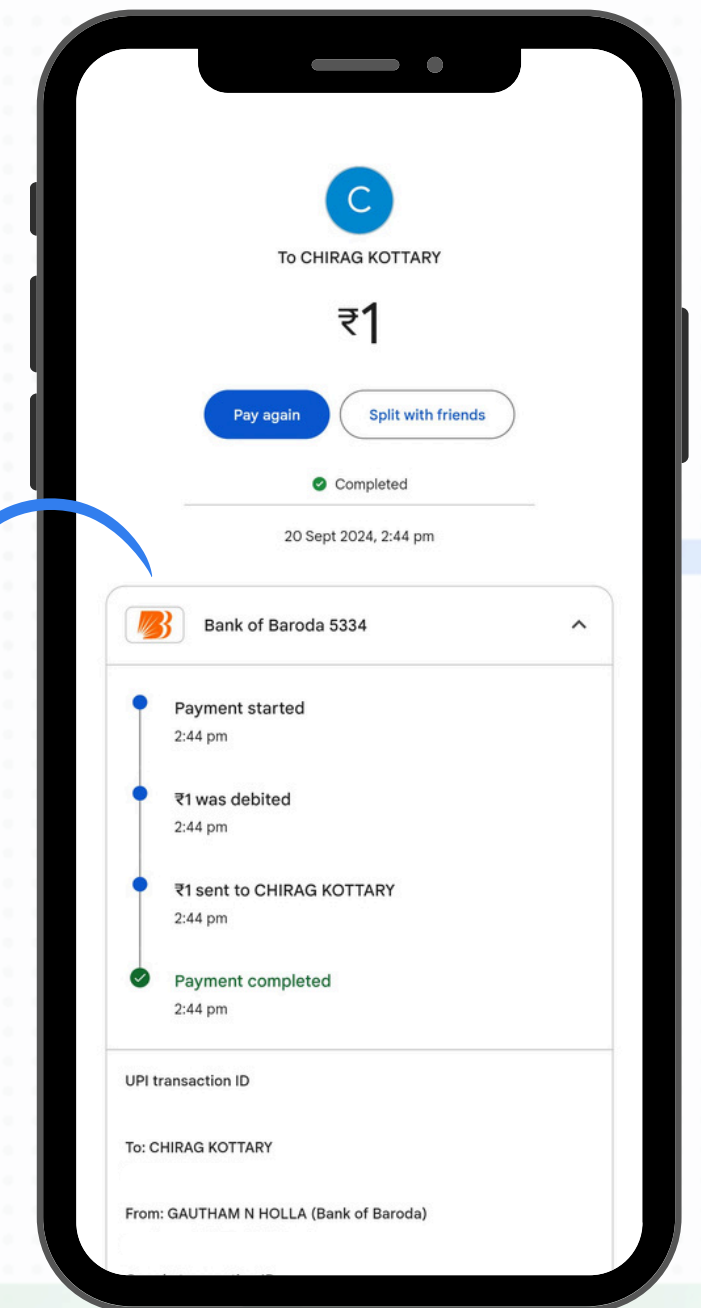 C
To CHIRAG KOTTARY
₹1
Pay again
Split with friends
Completed
20 Sept 2024, 2:44 pm
Bank of Baroda 5334
Payment started
2:44 pm
₹1 was debited
2:44 pm
₹1 sent to CHIRAG KOTTARY
2:44 pm
Payment completed
2:44 pm
UPI transaction ID
To: CHIRAG KOTTARY
From: GAUTHAM N HOLLA (Bank of Baroda)